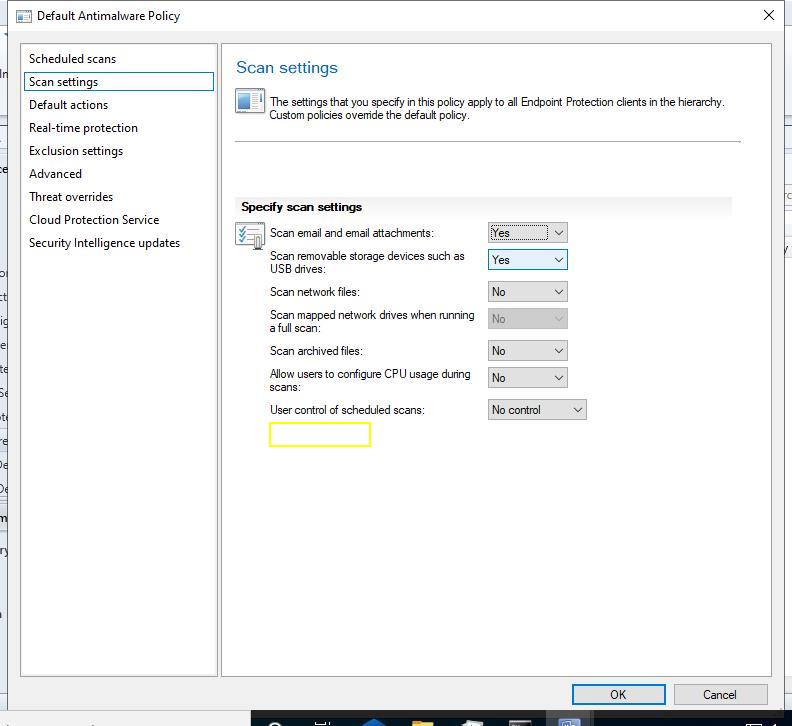 Default Antimalware Policy
Scheduled scans
Scan settings
Default actions
Real-time protection
Exclusion settings
Advanced
Threat overrides
Cloud Protection Service
Security Intelligence updates
Scan settings
The settings that you specify in this policy apply to all Endpoint Protection clients in the hierarchy.
Custom policies override the default policy.
Specify scan settings
Scan email and email attachments: Yes
Scan removable storage devices such as
USB drives: Yes
Scan network files: No
Scan mapped network drives when running
a full scan: No
Scan archived files: No
Allow users to configure CPU usage during
scans: No
User control of scheduled scans: No control
OK Cancel